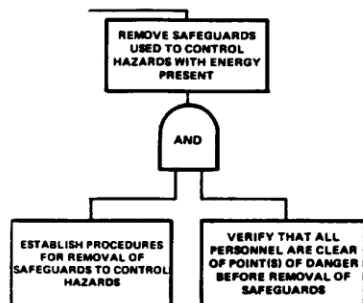 REMOVE SAFEGUARDS
USED TO CONTROL
HAZARDS WITH ENERGY
PRESENT
AND
ESTABLISH PROCEDURES
FOR REMOVAL OF
SAFEGUARDS TO CONTROL
HAZARDS
VERIFY THAT ALL
PERSONNEL ARE CLEAR
OF POINT(S) OF DANGER
BEFORE REMOVAL OF
SAFEGUARDS